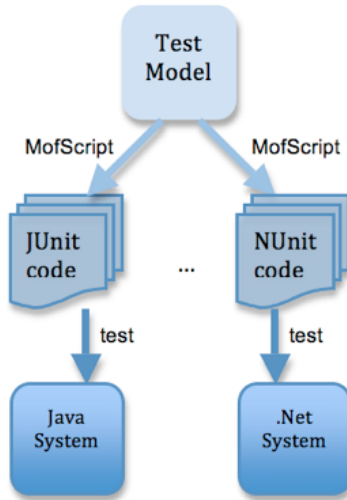 Test
Model
MofScript
MofScript
JUnit
code
...
NUnit
code
test
test
Java
System
.Net
System